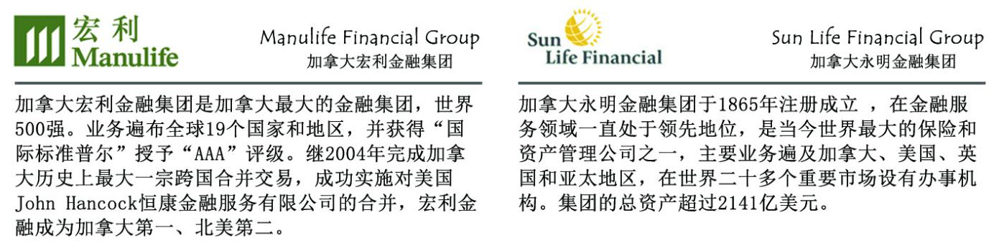 宏利
Manulife
Manulife Financial Group
加拿大宏利金融集团
加拿大宏利金融集团是加拿大最大的金融集团，世界
500强。业务遍布全球19个国家和地区，并获得“国
际标准普尔”授予“AAA”评级。继2004年完成加拿
大历史上最大一宗跨国合并交易，成功实施对美国
John Hancock恒康金融服务有限公司的合并，宏利金
融成为加拿大第一、北美第二。
Sun
Life Financial
Sun Life Financial Group
加拿大永明金融集团
加拿大永明金融集团于1865年注册成立 ，在金融服
务领域一直处于领先地位，是当今世界最大的保险和
资产管理公司之一，主要业务遍及加拿大、美国、英
国和亚太地区，在世界二十多个重要市场设有办事机
构。集团的总资产超过2141亿美元。